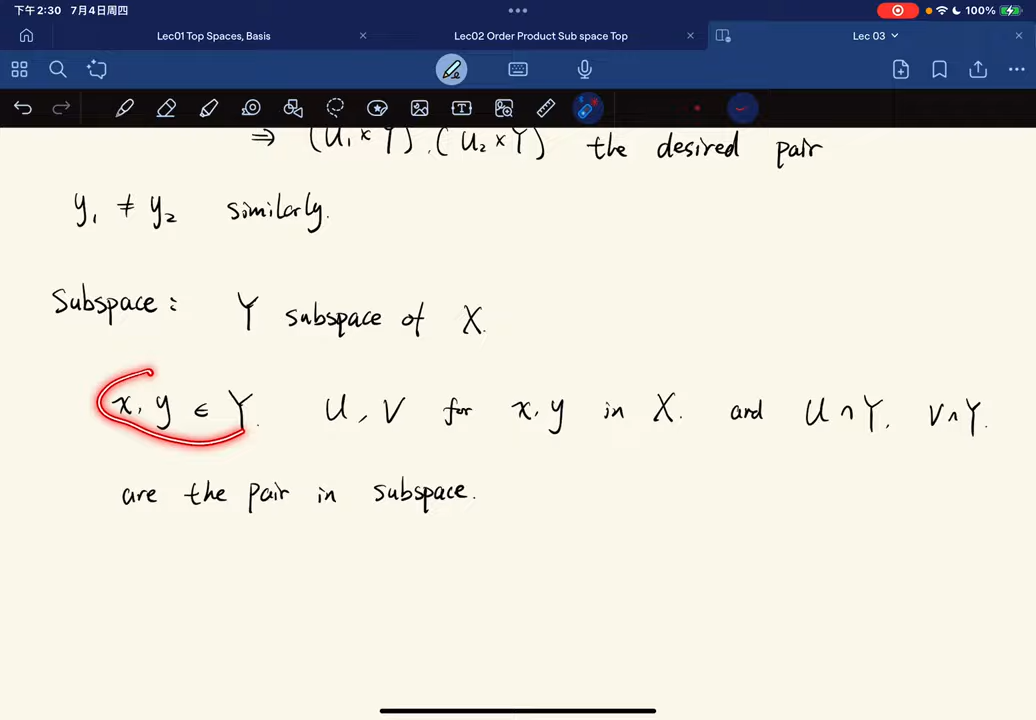 下午2:30 7月4日周四
100%
Lec01 Top Spaces, Basis
Lec02 Order Product Sub space Top
Lec 03
⇒ (U₁ × Y), (U₂ × Y) the desired pair
y₁ ≠ y₂ similarly.
Subspace: Y subspace of X.
x, y ∈ Y. U, V for x, y in X. and U ∩ Y, V ∩ Y.
are the pair in subspace.